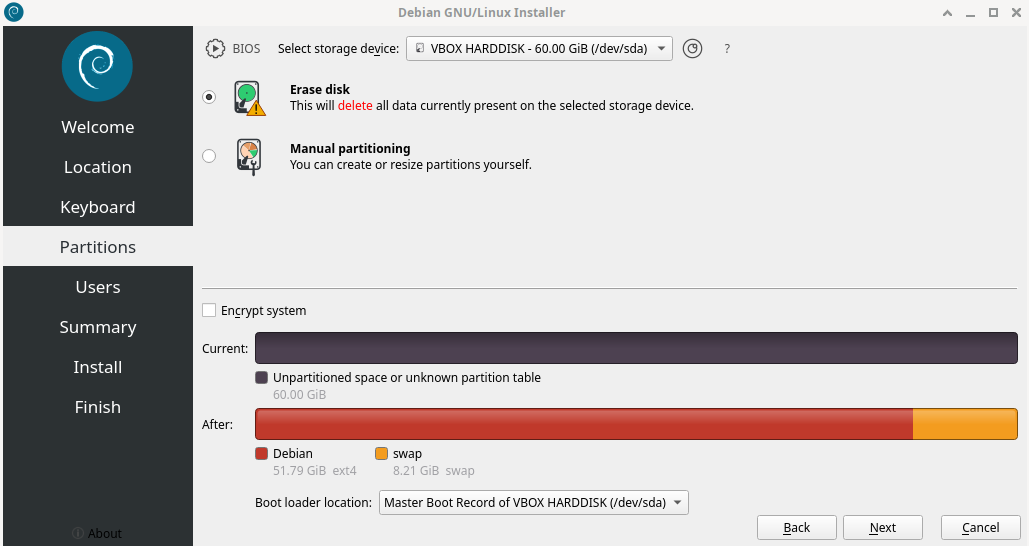 Debian GNU/Linux Installer
BIOS Select storage device: VBOX HARDDISK - 60.00 GiB (/dev/sda) ?
Welcome
Location
Keyboard
Partitions
Users
Summary
Install
Finish
About
Erase disk
This will delete all data currently present on the selected storage device.
Manual partitioning
You can create or resize partitions yourself.
Encrypt system
Current:
Unpartitioned space or unknown partition table
60.00 GiB
After:
Debian swap
51.79 GiB ext4 8.21 GiB swap
Boot loader location: Master Boot Record of VBOX HARDDISK (/dev/sda)
Back Next Cancel